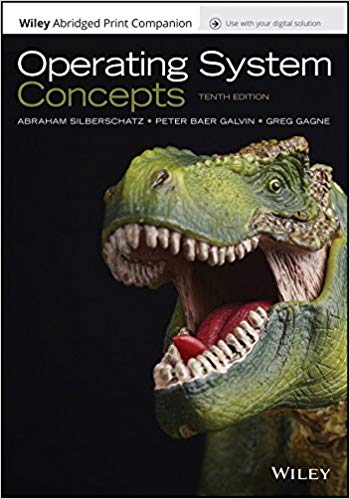 Wiley Abridged Print Companion Use with your digital solution
Operating System
Concepts TENTH EDITION
ABRAHAM SILBERSCHATZ • PETER BAER GALVIN • GREG GAGNE
WILEY